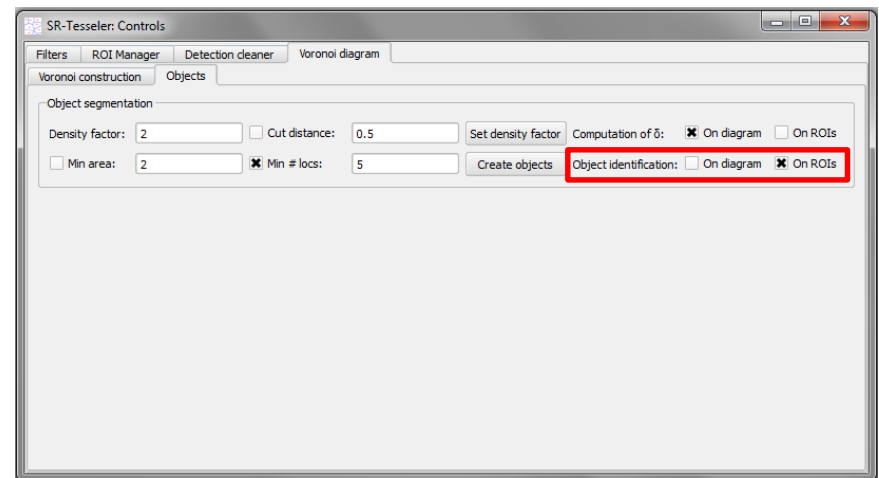 SR-Tesseler: Controls
Filters ROI Manager Detection cleaner Voronoi diagram
Voronoi construction Objects
Object segmentation
Density factor: 2 Cut distance: 0.5 Set density factor Computation of δ: On diagram On ROIs
Min area: 2 Min # locs: 5 Create objects Object identification: On diagram On ROIs